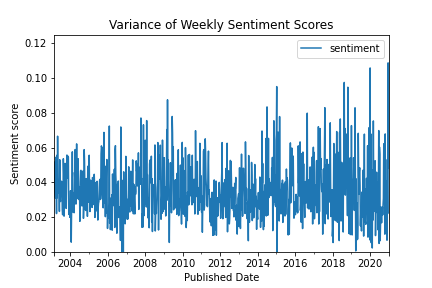 Variance of Weekly Sentiment Scores
sentiment
0.12
0.10
0.08
0.06
0.04
0.02
0.00
Sentiment score
2004 2006 2008 2010 2012 2014 2016 2018 2020
Published Date